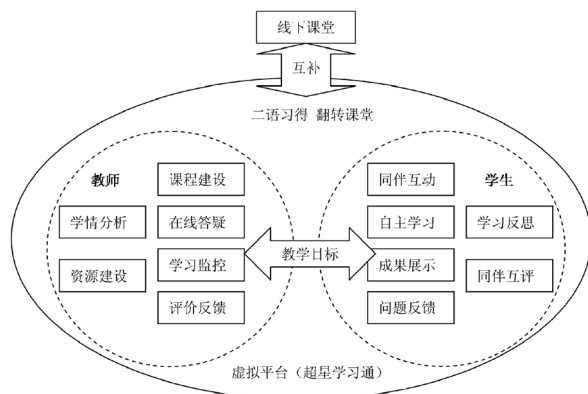 线下课堂
互补
二语习得 翻转课堂
教师
学情分析
资源建设
课程建设
在线答疑
学习监控
评价反馈
教学目标
同伴互动
自主学习
成果展示
问题反馈
学生
学习反思
同伴互评
虚拟平台（超星学习通）